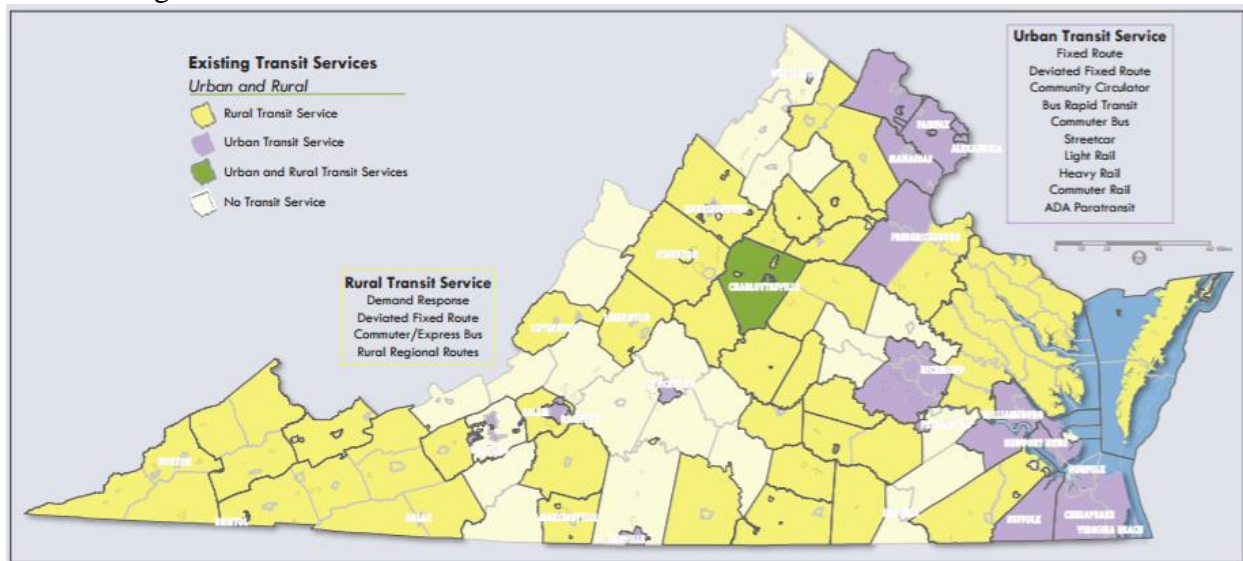 Existing Transit Services
Urban and Rural
Rural Transit Service
Urban Transit Service
Urban and Rural Transit Services
No Transit Service
Urban Transit Service
Fixed Route
Deviated Fixed Route
Community Circulator
Bus Rapid Transit
Commuter Bus
Streetcar
Light Rail
Heavy Rail
Commuter Rail
ADA Paratransit
Rural Transit Service
Demand Response
Deviated Fixed Route
Commuter/Express Bus
Rural Regional Routes
FAIRFAX
ALEXANDRIA
MANASSAS
FREDERICKSBURG
CHARLOTTESVILLE
RICHMOND
WILLIAMSBURG
NEWPORT NEWS
NORFOLK
SUFFOLK
CHESAPEAKE
VIRGINIA BEACH
SALEM
NORTON
BRISTOL
GALAX